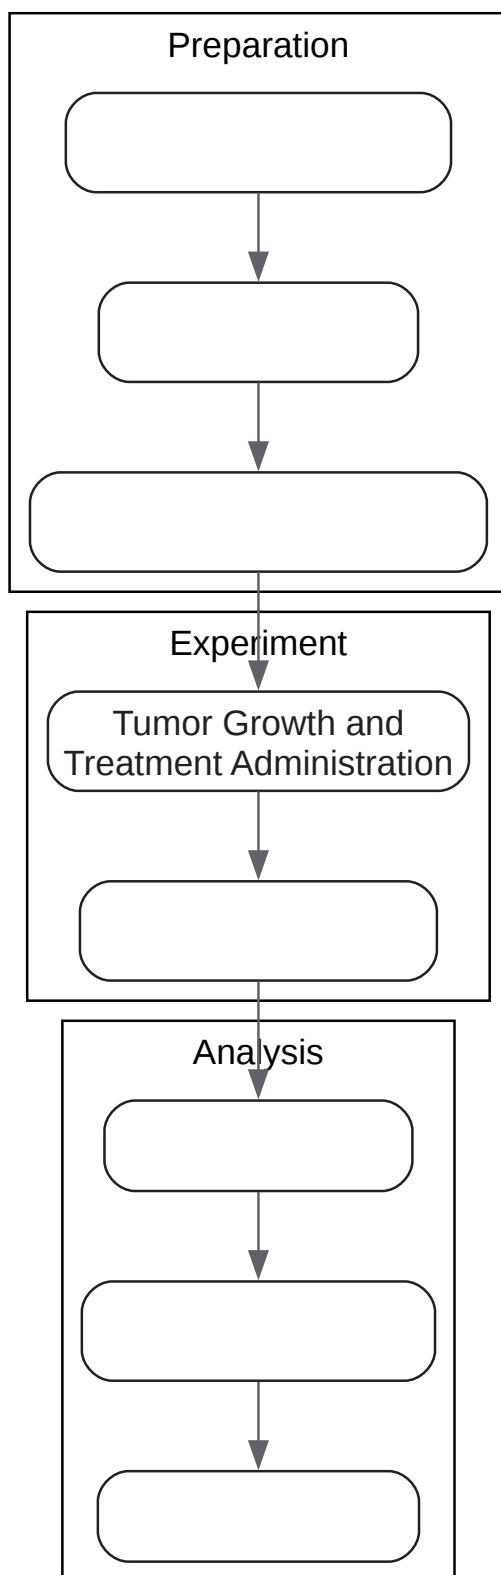 Preparation
Experiment
Tumor Growth and
Treatment Administration
Analysis